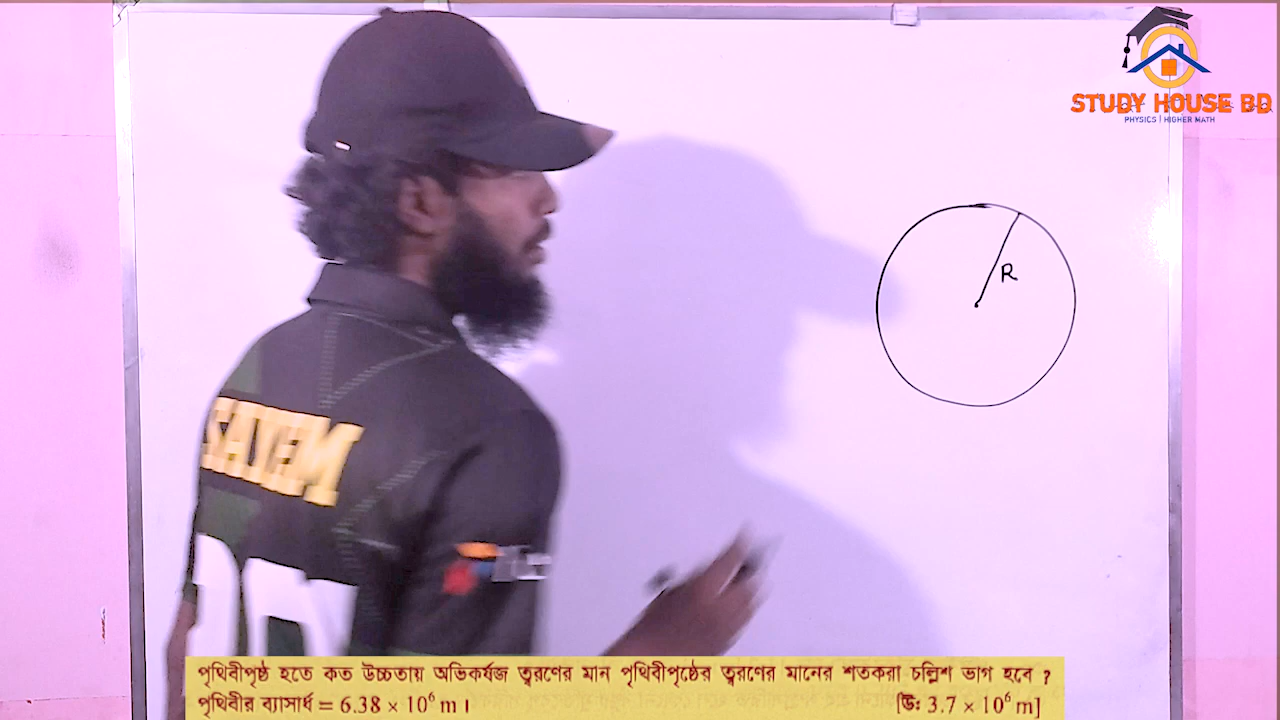 STUDY HOUSE BD
PHYSICS | HIGHER MATH
R
SAYEM
পৃথিবীপৃষ্ঠ হতে কত উচ্চতায় অভিকর্ষজ ত্বরণের মান পৃথিবীপৃষ্ঠের ত্বরণের মানের শতকরা চল্লিশ ভাগ হবে ?
পৃথিবীর ব্যাসার্ধ = 6.38 × 10⁶ m। [উ: 3.7 × 10⁶ m]